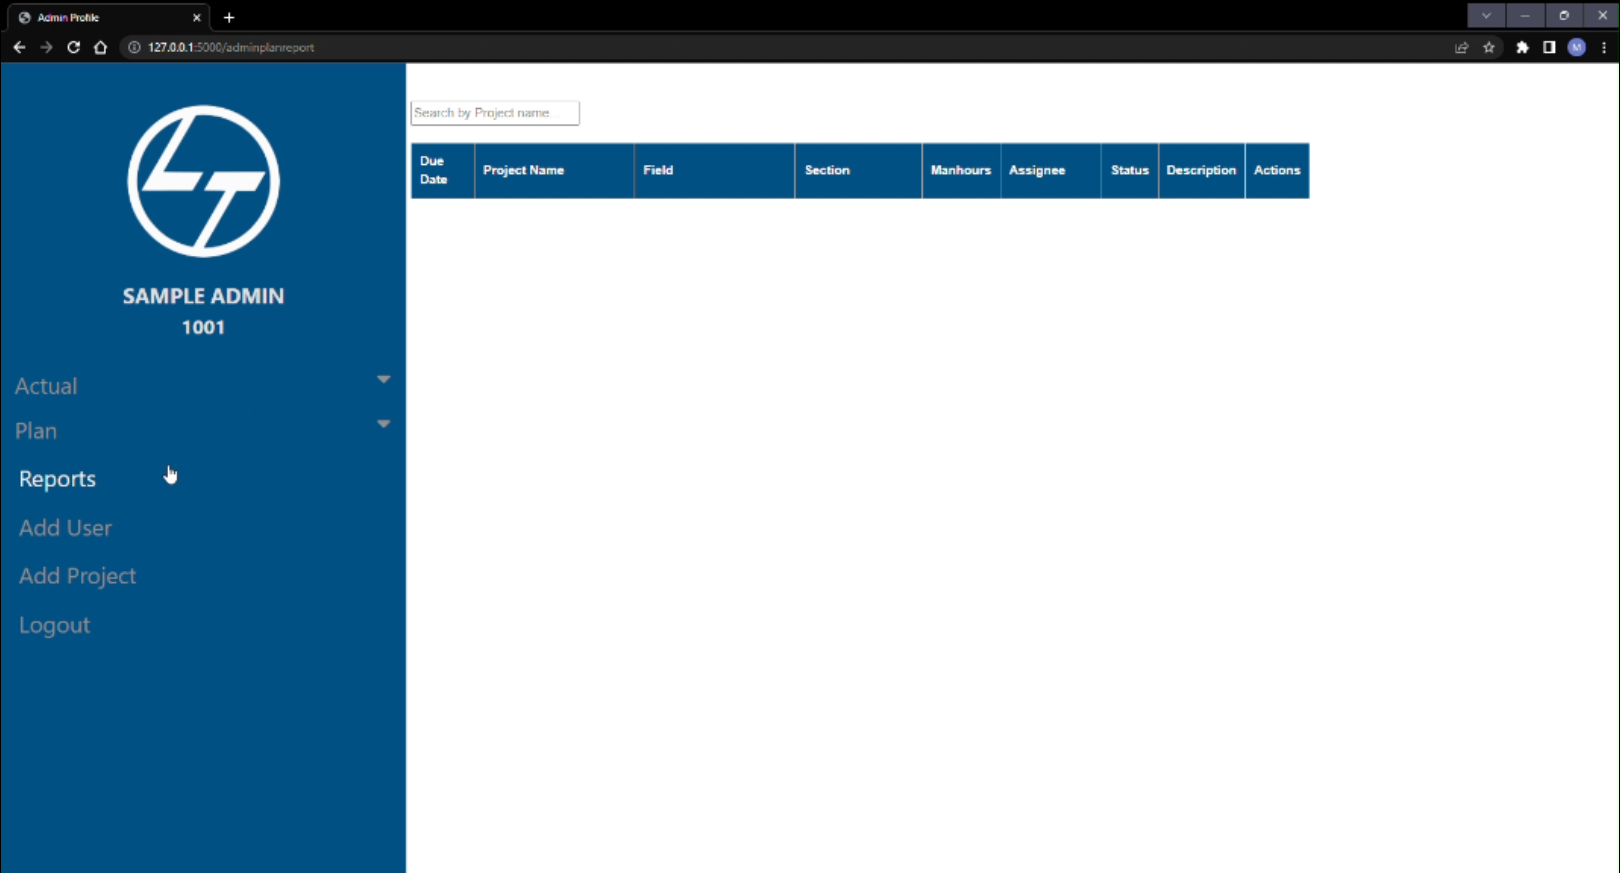 Admin Profile
127.0.0.1:5000/adminplanreport
M
LT
SAMPLE ADMIN
1001
Actual
Plan
Reports
Add User
Add Project
Logout
Search by Project name...
Due Date Project Name Field Section Manhours Assignee Status Description Actions